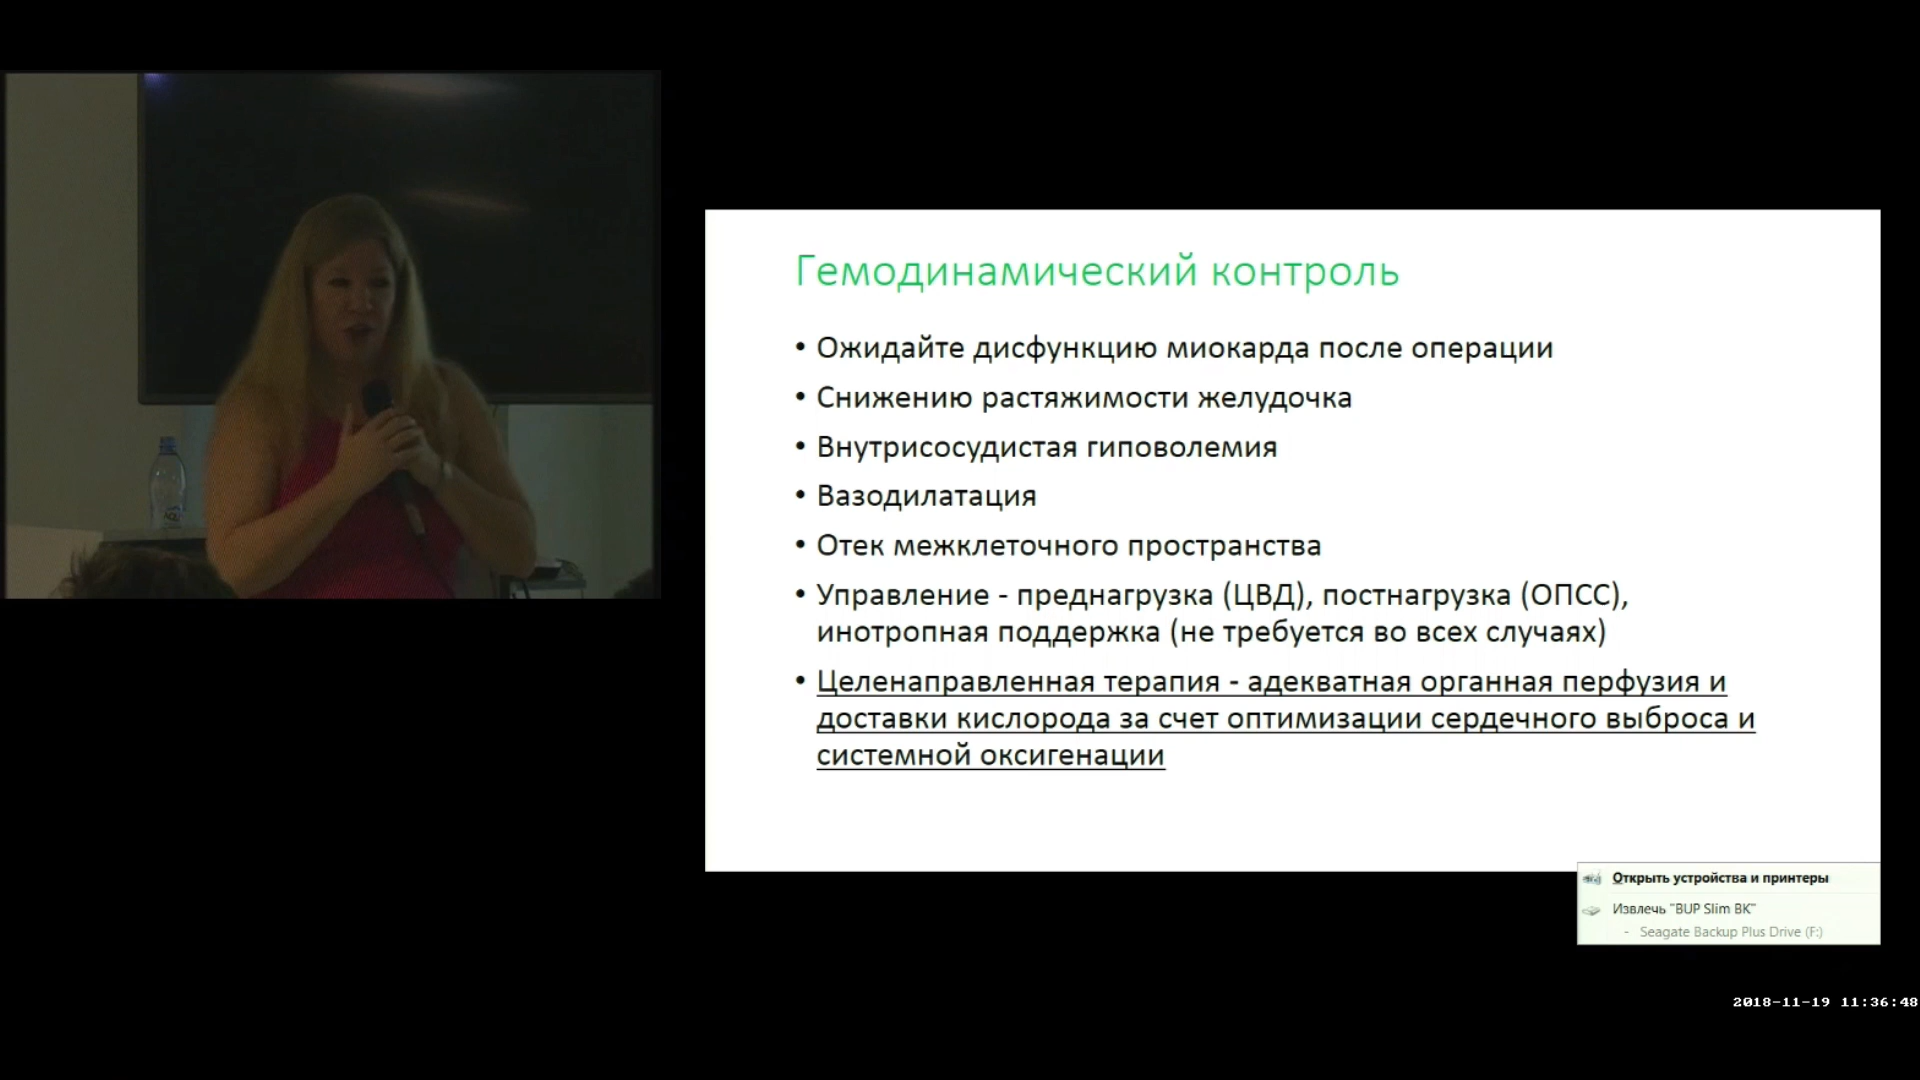 Гемодинамический контроль
• Ожидайте дисфункцию миокарда после операции
• Снижению растяжимости желудочка
• Внутрисосудистая гиповолемия
• Вазодилатация
• Отек межклеточного пространства
• Управление - преднагрузка (ЦВД), постнагрузка (ОПСС),
инотропная поддержка (не требуется во всех случаях)
• Целенаправленная терапия - адекватная органная перфузия и
доставки кислорода за счет оптимизации сердечного выброса и
системной оксигенации
Открыть устройства и принтеры
Извлечь "BUP Slim BK"
- Seagate Backup Plus Drive (F:)
2018-11-19 11:36:48